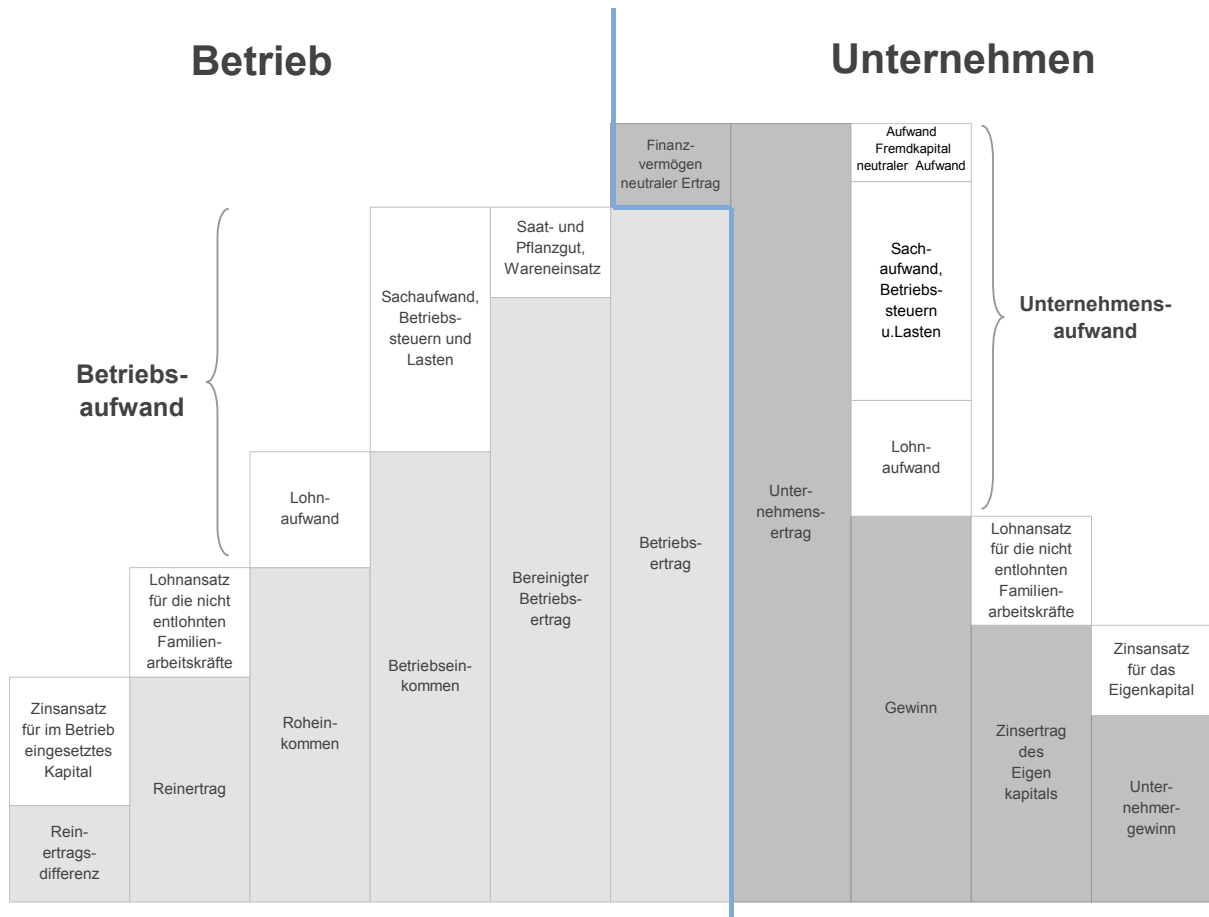 Betrieb
Unternehmen
Betriebs-
aufwand
Zinsansatz
für im Betrieb
eingesetztes
Kapital
Rein-
ertrags-
differenz
Lohnansatz
für die nicht
entlohnten
Familien-
arbeitskräfte
Reinertrag
Lohn-
aufwand
Rohein-
kommen
Sachaufwand,
Betriebs-
steuern und
Lasten
Betriebsein-
kommen
Saat- und
Pflanzgut,
Wareneinsatz
Bereinigter
Betriebs-
ertrag
Finanz-
vermögen
neutraler Ertrag
Betriebs-
ertrag
Unter-
nehmens-
ertrag
Aufwand
Fremdkapital
neutraler Aufwand
Sach-
aufwand,
Betriebs-
steuern
u.Lasten
Lohn-
aufwand
Gewinn
Lohnansatz
für die nicht
entlohnten
Familien-
arbeitskräfte
Zinsertrag
des
Eigen
kapitals
Zinsansatz
für das
Eigenkapital
Unter-
nehmer-
gewinn
Unternehmens-
aufwand